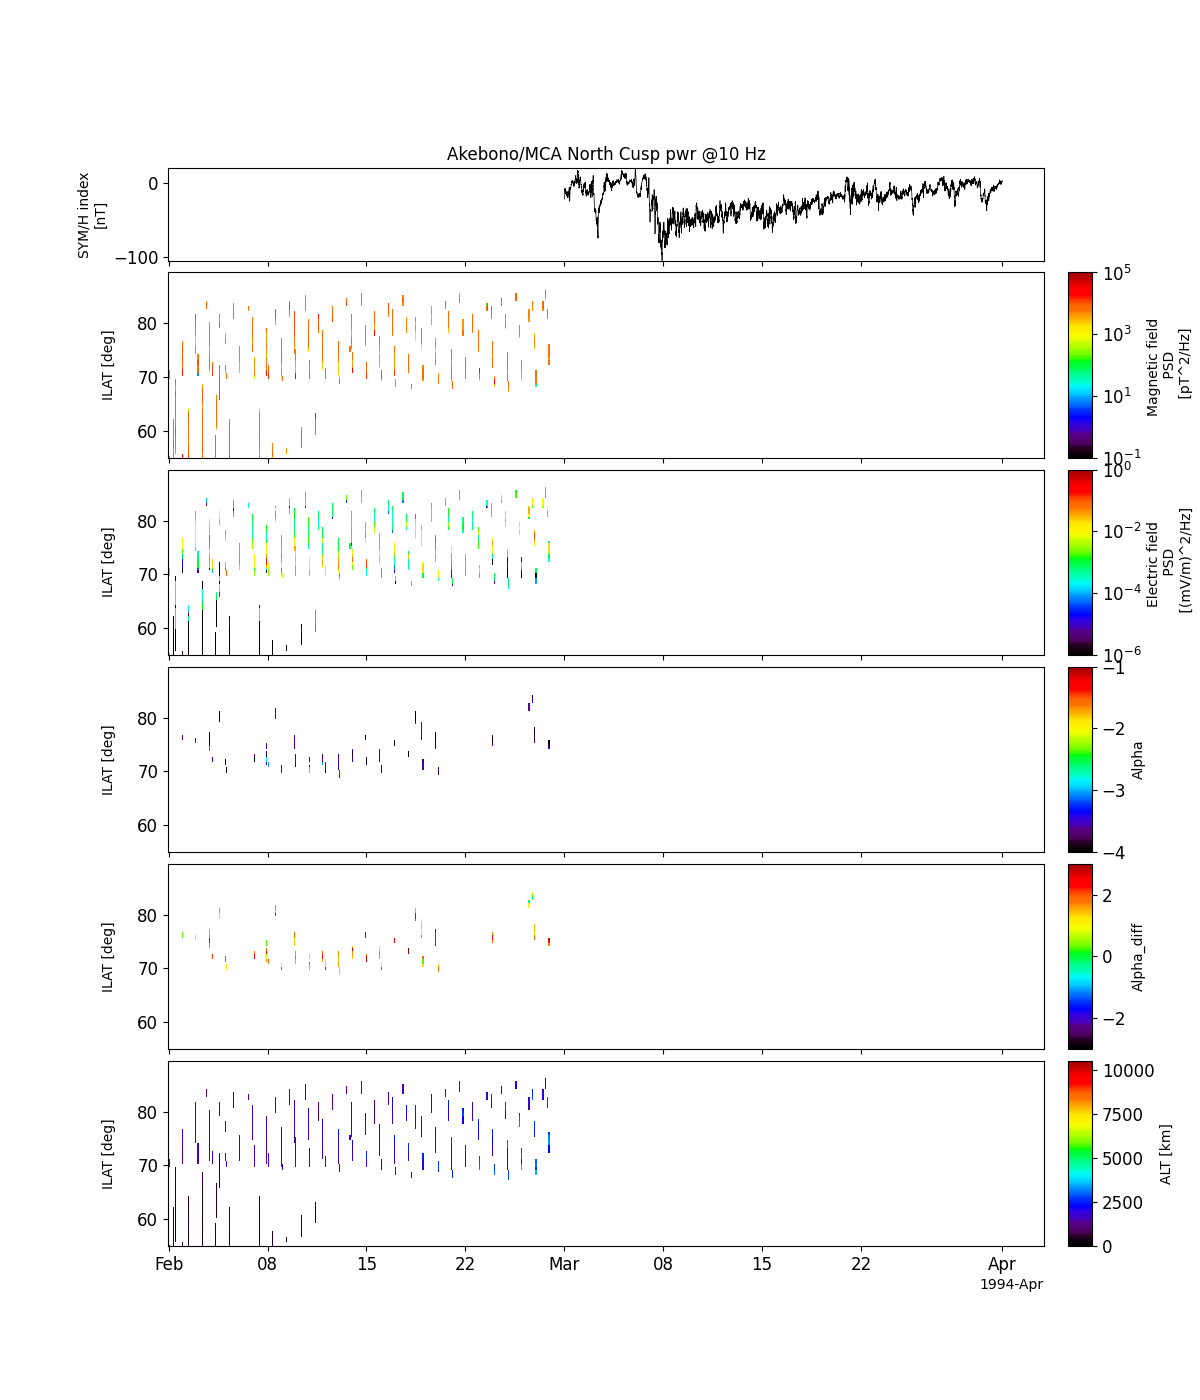 Akebono/MCA North Cusp pwr @10 Hz
SYM/H index
[nT]
0
−100
ILAT [deg]
80
70
60
10^5
10^3
10^1
10^-1
Magnetic field
PSD
[pT^2/Hz]
ILAT [deg]
80
70
60
10^0
10^-2
10^-4
10^-6
Electric field
PSD
[(mV/m)^2/Hz]
ILAT [deg]
80
70
60
−1
−2
−3
−4
Alpha
ILAT [deg]
80
70
60
2
0
−2
Alpha_diff
ILAT [deg]
80
70
60
10000
7500
5000
2500
0
ALT [km]
Feb 08 15 22 Mar 08 15 22 Apr
1994-Apr